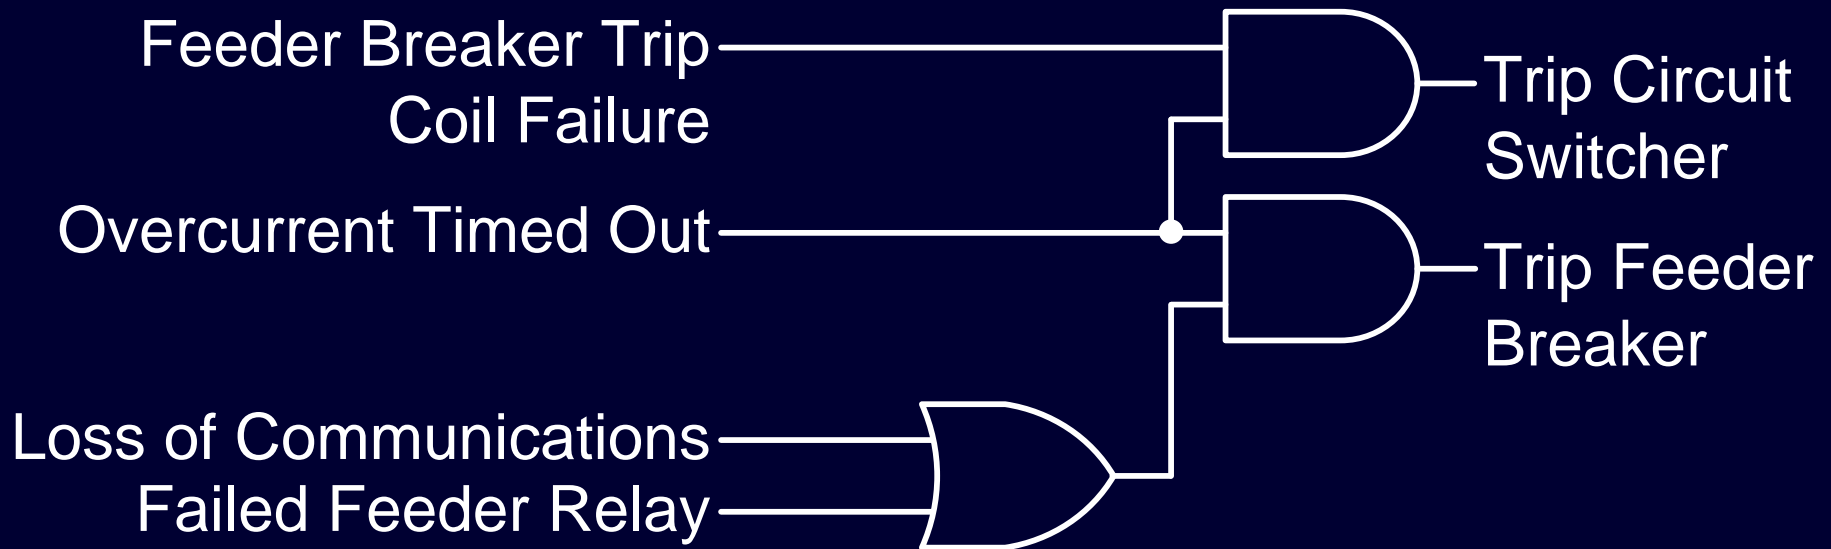 Feeder Breaker Trip
Coil Failure
Trip Circuit
Switcher
Overcurrent Timed Out
Trip Feeder
Breaker
Loss of Communications
Failed Feeder Relay